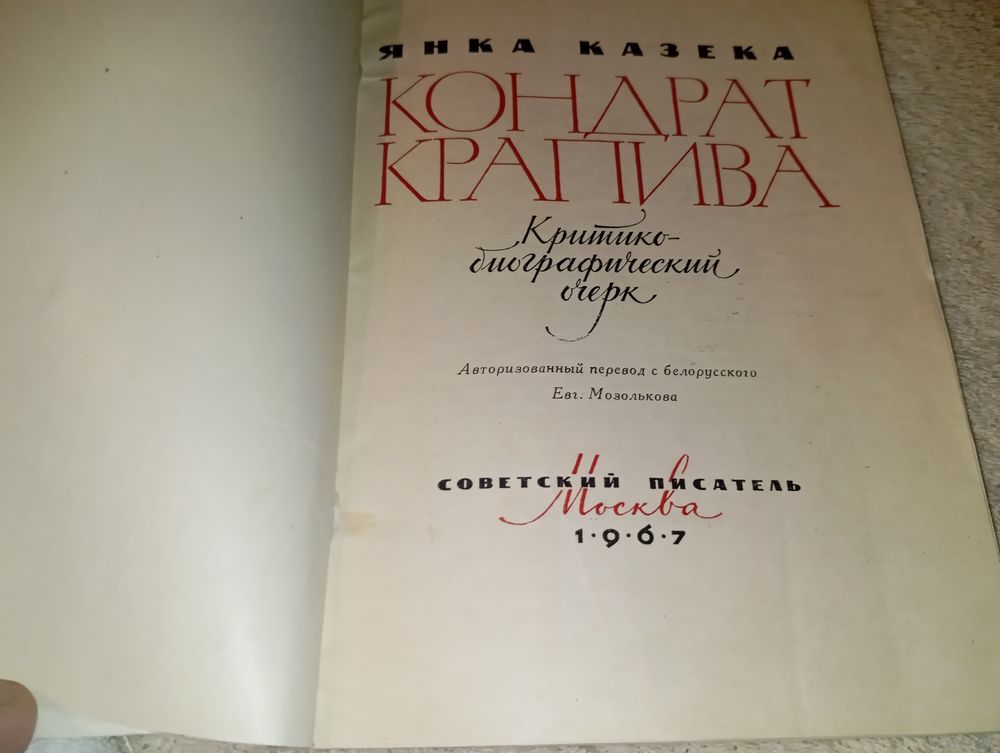 ЯНКА КАЗЕКА
КОНДРАТ
КРАПИВА
Критико-
биографический
очерк
Авторизованный перевод с белорусского
Евг. Мозолькова
СОВЕТСКИЙ ПИСАТЕЛЬ
Москва
1·9·6·7